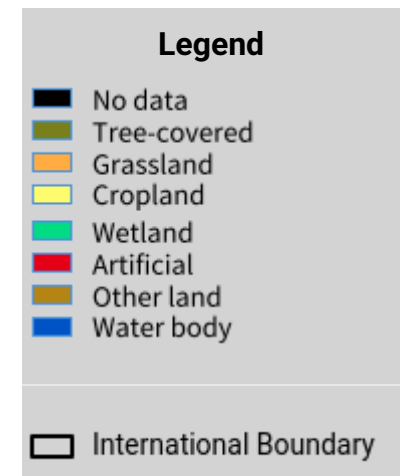 Legend
No data
Tree-covered
Grassland
Cropland
Wetland
Artificial
Other land
Water body
International Boundary